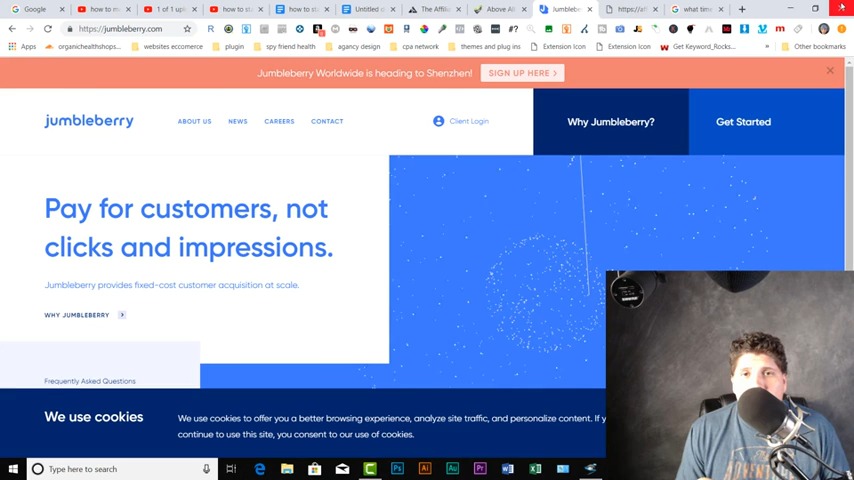 Google
how to m
1 of 1 upl
how to st
how to sta
Untitled d
The Affilia
Above All
Jumblebe
https://aff
what time
https://jumbleberry.com
Apps
organichealthshops...
websites eccomerce
plugin
spy friend health
agancy design
cpa network
themes and plug ins
Extension Icon
Extension Icon
Get Keyword_Rocks...
Other bookmarks
Jumbleberry Worldwide is heading to Shenzhen!
SIGN UP HERE >
jumbleberry
ABOUT US
NEWS
CAREERS
CONTACT
Client Login
Why Jumbleberry?
Get Started
Pay for customers, not
clicks and impressions.
Jumbleberry provides fixed-cost customer acquisition at scale.
WHY JUMBLEBERRY
Frequently Asked Questions
We use cookies
We use cookies to offer you a better browsing experience, analyze site traffic, and personalize content. If y
continue to use this site, you consent to our use of cookies.
Type here to search